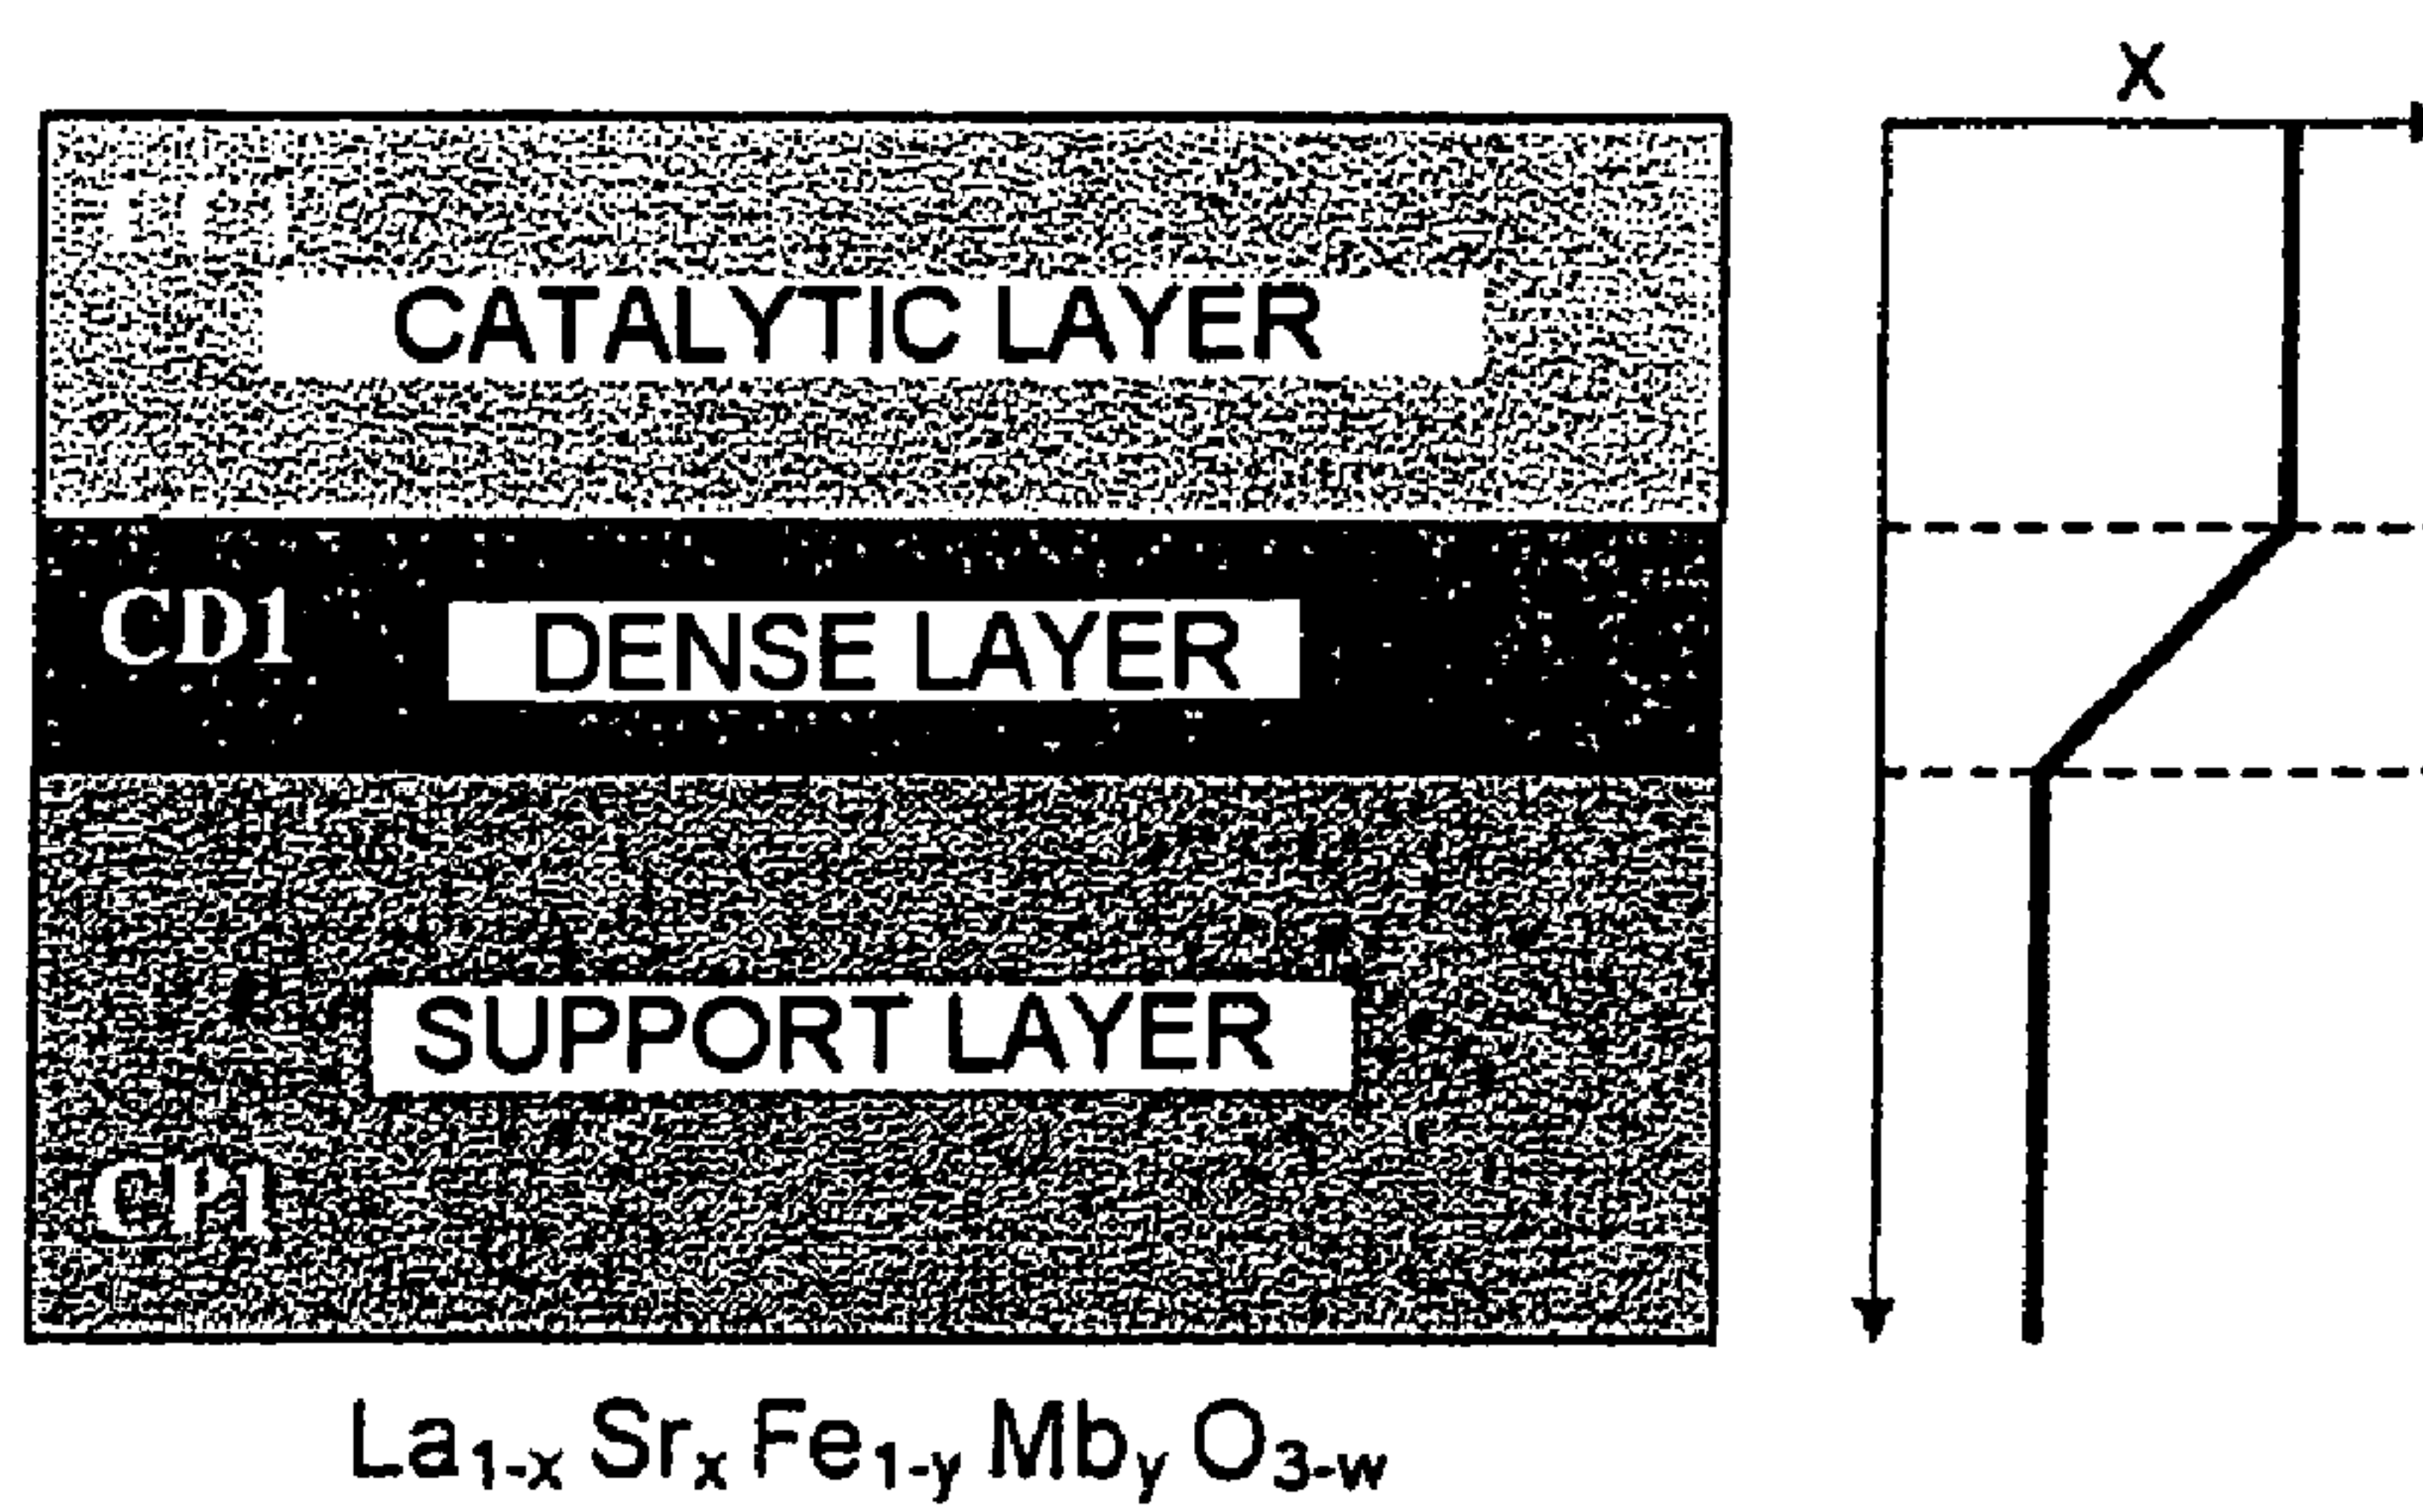 X
CATALYTIC LAYER
CD1
DENSE LAYER
SUPPORT LAYER
CP1
La1-x Srx Fe1-y Mby O3-w